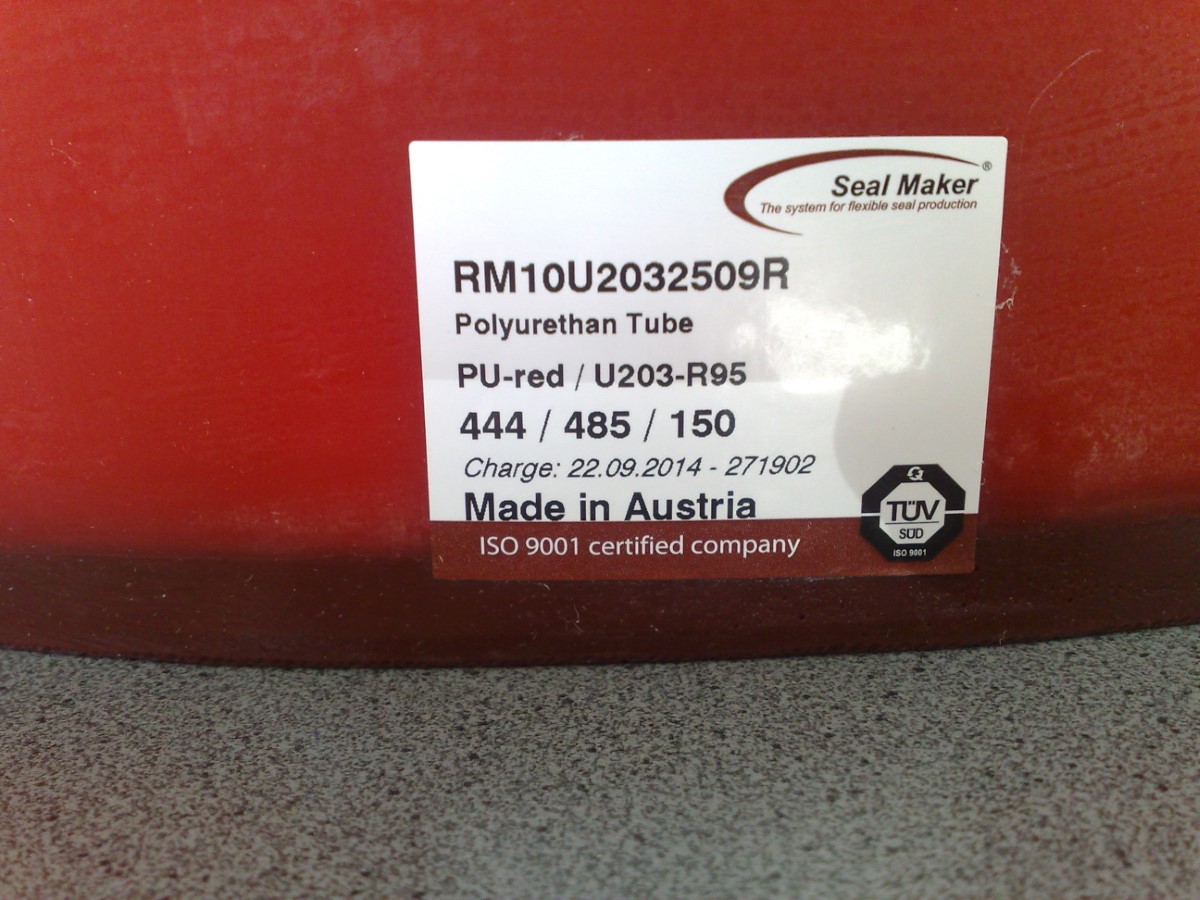 Seal Maker®
The system for flexible seal production
RM10U2032509R
Polyurethan Tube
PU-red / U203-R95
444 / 485 / 150
Charge: 22.09.2014 - 271902
Made in Austria
ISO 9001 certified company
TÜV
SÜD
ISO 9001